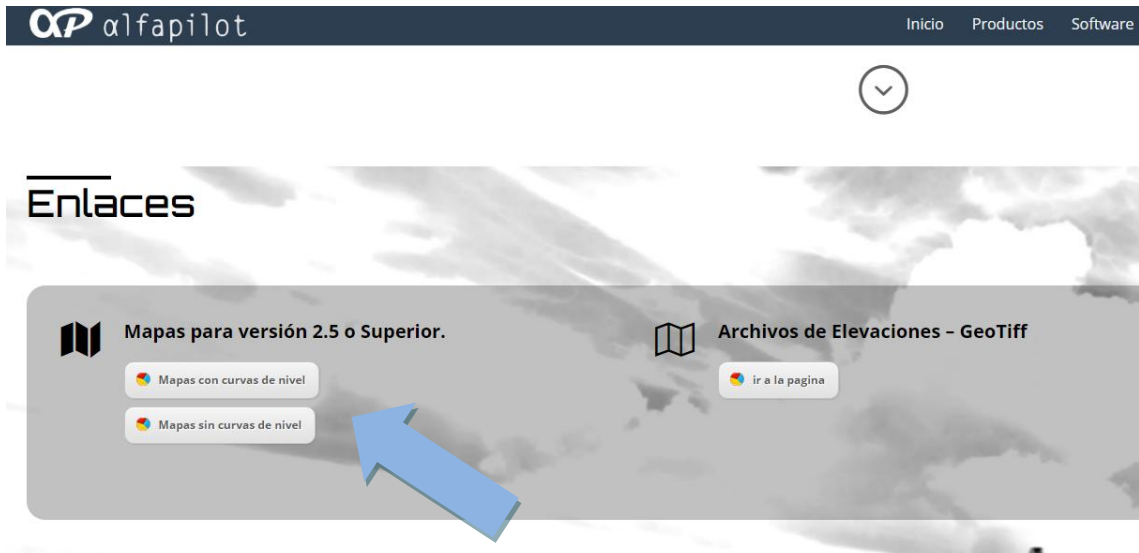 αP αlfapilot
Inicio Productos Software
Enlaces
Mapas para versión 2.5 o Superior.
Mapas con curvas de nivel
Mapas sin curvas de nivel
Archivos de Elevaciones – GeoTiff
ir a la pagina